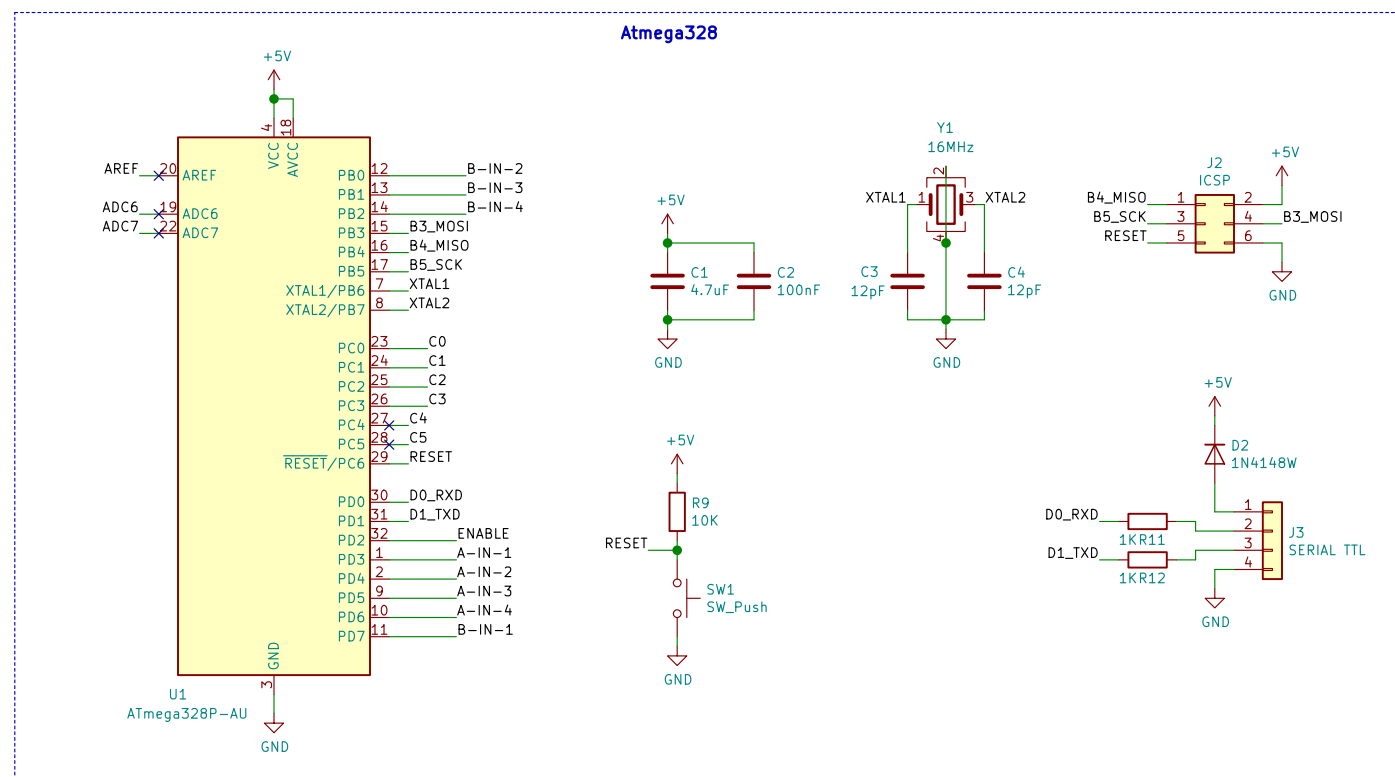 Atmega328
+5V
4
18
VCC
AVCC
AREF
20
AREF
ADC6
19
ADC6
ADC7
22
ADC7
PB0
12
B-IN-2
PB1
13
B-IN-3
PB2
14
B-IN-4
PB3
15
B3_MOSI
PB4
16
B4_MISO
PB5
17
B5_SCK
XTAL1/PB6
7
XTAL1
XTAL2/PB7
8
XTAL2
PC0
23
C0
PC1
24
C1
PC2
25
C2
PC3
26
C3
PC4
27
C4
PC5
28
C5
RESET/PC6
29
RESET
PD0
30
D0_RXD
PD1
31
D1_TXD
PD2
32
ENABLE
PD3
1
A-IN-1
PD4
2
A-IN-2
PD5
9
A-IN-3
PD6
10
A-IN-4
PD7
11
B-IN-1
GND
3
U1
ATmega328P-AU
GND
+5V
C1
4.7uF
C2
100nF
GND
Y1
16MHz
2
XTAL1
1
3
XTAL2
4
C3
12pF
C4
12pF
GND
J2
ICSP
+5V
B4_MISO
1
2
B5_SCK
3
4
B3_MOSI
RESET
5
6
GND
+5V
R9
10K
RESET
SW1
SW_Push
GND
+5V
D2
1N4148W
D0_RXD
1KR11
D1_TXD
1KR12
1
2
3
4
J3
SERIAL TTL
GND